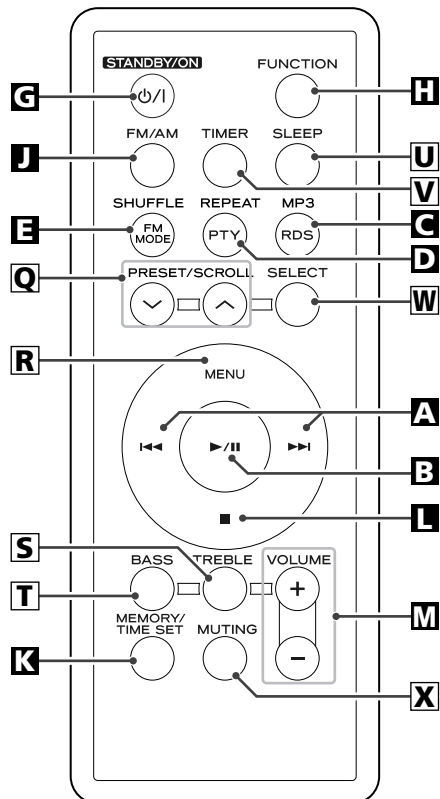 STANDBY/ON
FUNCTION
G
H
FM/AM
TIMER
SLEEP
J
U
V
SHUFFLE
REPEAT
MP3
E
FM
MODE
PTY
RDS
C
D
Q
PRESET/SCROLL
SELECT
W
R
MENU
A
B
L
S
BASS
TREBLE
VOLUME
T
+
M
MEMORY/
TIME SET
MUTING
K
−
X